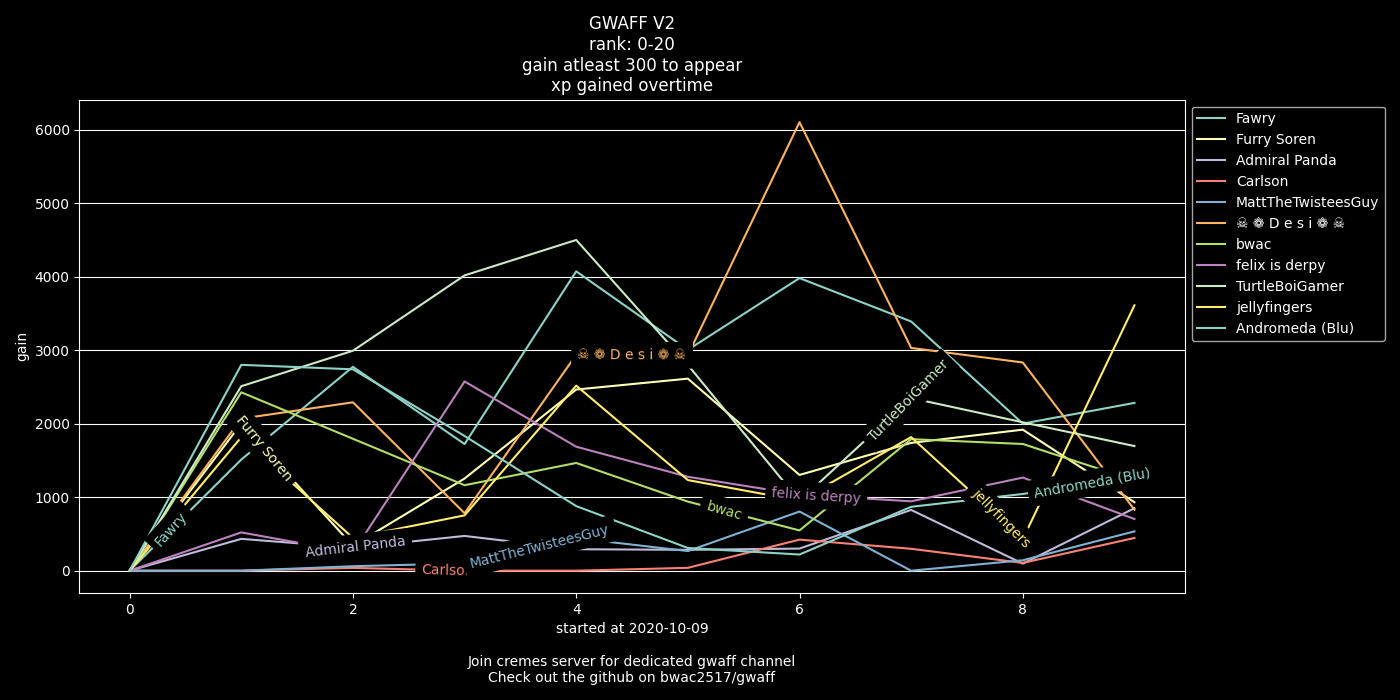 GWAFF V2
rank: 0-20
gain atleast 300 to appear
xp gained overtime
gain
6000
5000
4000
3000
2000
1000
0
Fawry
Furry Soren
Admiral Panda
Carlso
MattTheTwisteesGuy
☠ ❁ D e s i ❁ ☠
bwac
felix is derpy
TurtleBoiGamer
jellyfingers
Andromeda (Blu)
0 2 4 6 8
started at 2020-10-09
Join cremes server for dedicated gwaff channel
Check out the github on bwac2517/gwaff
Fawry
Furry Soren
Admiral Panda
Carlson
MattTheTwisteesGuy
☠ ❁ D e s i ❁ ☠
bwac
felix is derpy
TurtleBoiGamer
jellyfingers
Andromeda (Blu)